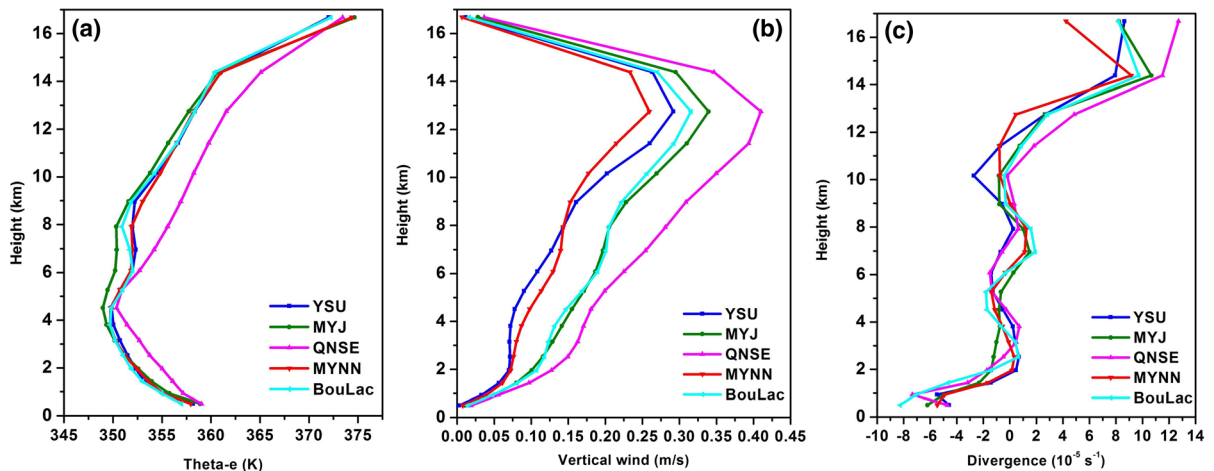 (a)
Height (km)
16
14
12
10
8
6
4
2
0
YSU
MYJ
QNSE
MYNN
BouLac
345 350 355 360 365 370 375
Theta-e (K)
(b)
Height (km)
16
14
12
10
8
6
4
2
0
YSU
MYJ
QNSE
MYNN
BouLac
0.00 0.05 0.10 0.15 0.20 0.25 0.30 0.35 0.40 0.45
Vertical wind (m/s)
(c)
Height (km)
16
14
12
10
8
6
4
2
0
YSU
MYJ
QNSE
MYNN
BouLac
-10 -8 -6 -4 -2 0 2 4 6 8 10 12 14
Divergence (10⁻⁵ s⁻¹)